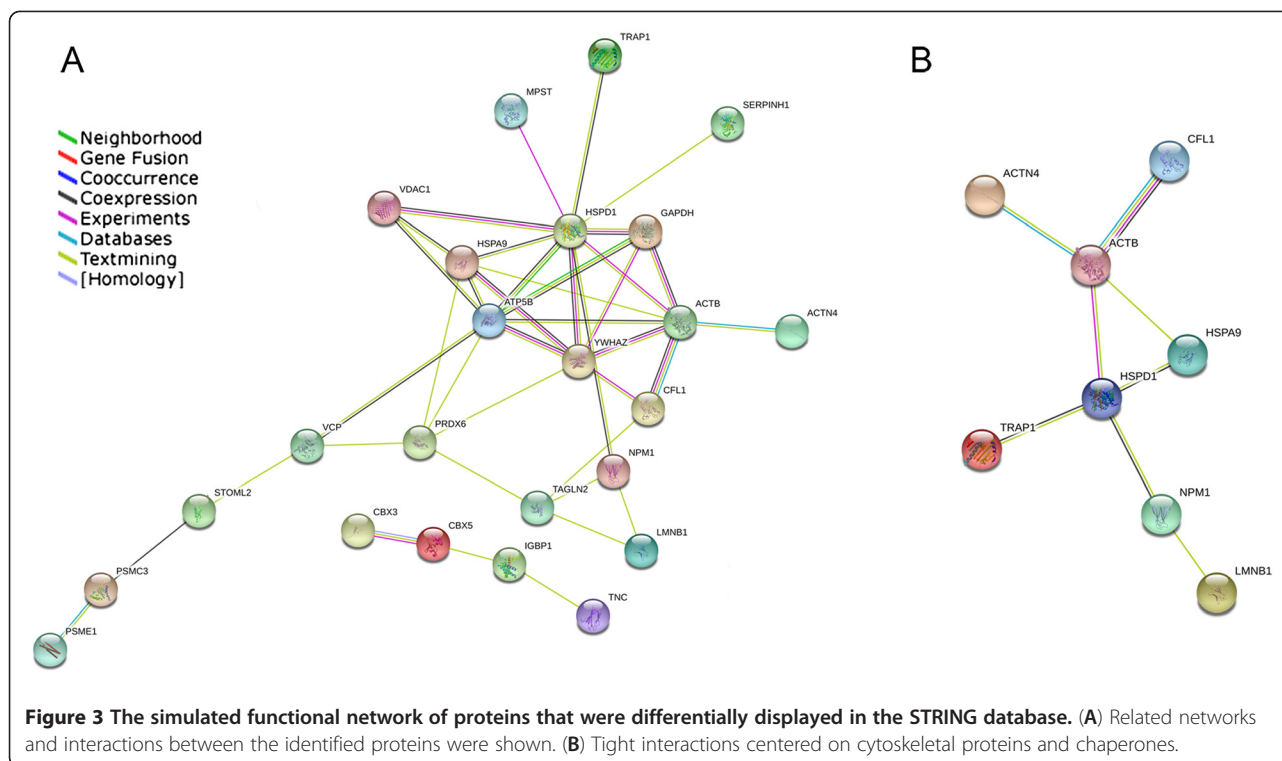 A
B
Neighborhood
Gene Fusion
Cooccurrence
Coexpression
Experiments
Databases
Textmining
[Homology]
TRAP1
MPST
SERPINH1
VDAC1
HSPD1
GAPDH
HSPA9
ATP5B
ACTB
ACTN4
YWHAZ
CFL1
VCP
PRDX6
NPM1
STOML2
TAGLN2
CBX3
CBX5
LMNB1
IGBP1
PSMC3
TNC
PSME1
CFL1
ACTN4
ACTB
HSPA9
HSPD1
TRAP1
NPM1
LMNB1
Figure 3 The simulated functional network of proteins that were differentially displayed in the STRING database. (A) Related networks
and interactions between the identified proteins were shown. (B) Tight interactions centered on cytoskeletal proteins and chaperones.